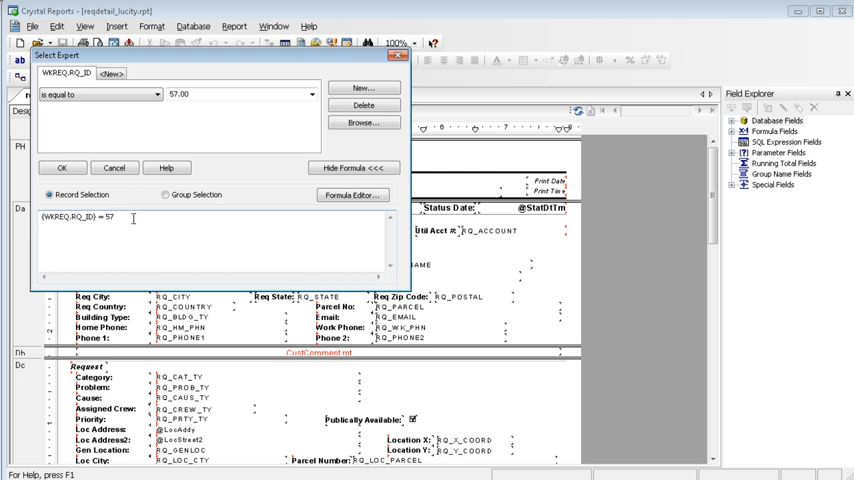 Crystal Reports - [reqdetail_lucity.rpt]
File Edit View Insert Format Database Report Window Help
100%
Select Expert
WKREQ.RQ_ID <New>
is equal to 57.00
New...
Delete
Browse...
OK Cancel Help Hide Formula <<<
Record Selection Group Selection Formula Editor...
{WKREQ.RQ_ID} = 57
Field Explorer
Database Fields
Formula Fields
SQL Expression Fields
Parameter Fields
Running Total Fields
Group Name Fields
Special Fields
6 7 8
PH
Print Date
Print Time
Da
Status Date: @StatDtTm
Util Acct #: RQ_ACCOUNT
Req City: RQ_CITY Req State: RQ_STATE Req Zip Code: RQ_POSTAL
Req Country: RQ_COUNTRY Parcel No: RQ_PARCEL
Building Type: RQ_BLDG_TY Email: RQ_EMAIL
Home Phone: RQ_HM_PHN Work Phone: RQ_WK_PHN
Phone 1: RQ_PHONE1 Phone 2: RQ_PHONE2
Db CustComment.rpt
Dc Request
Category: RQ_CAT_TY
Problem: RQ_PROB_TY
Cause: RQ_CAUS_TY
Assigned Crew: RQ_CREW_TY
Priority: RQ_PRTY_TY Publically Available:
Loc Address: @LocAddy
Loc Address2: @LocStreet2 Location X: RQ_X_COORD
Gen Location: RQ_GENLOC Location Y: RQ_Y_COORD
Loc City: RQ_LOC_CTY Parcel Number: RQ_LOC_PARCEL
For Help, press F1